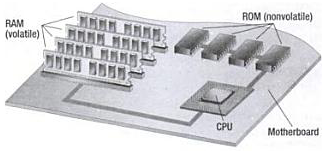 RAM
(volatile)
ROM (nonvolatile)
CPU
Motherboard